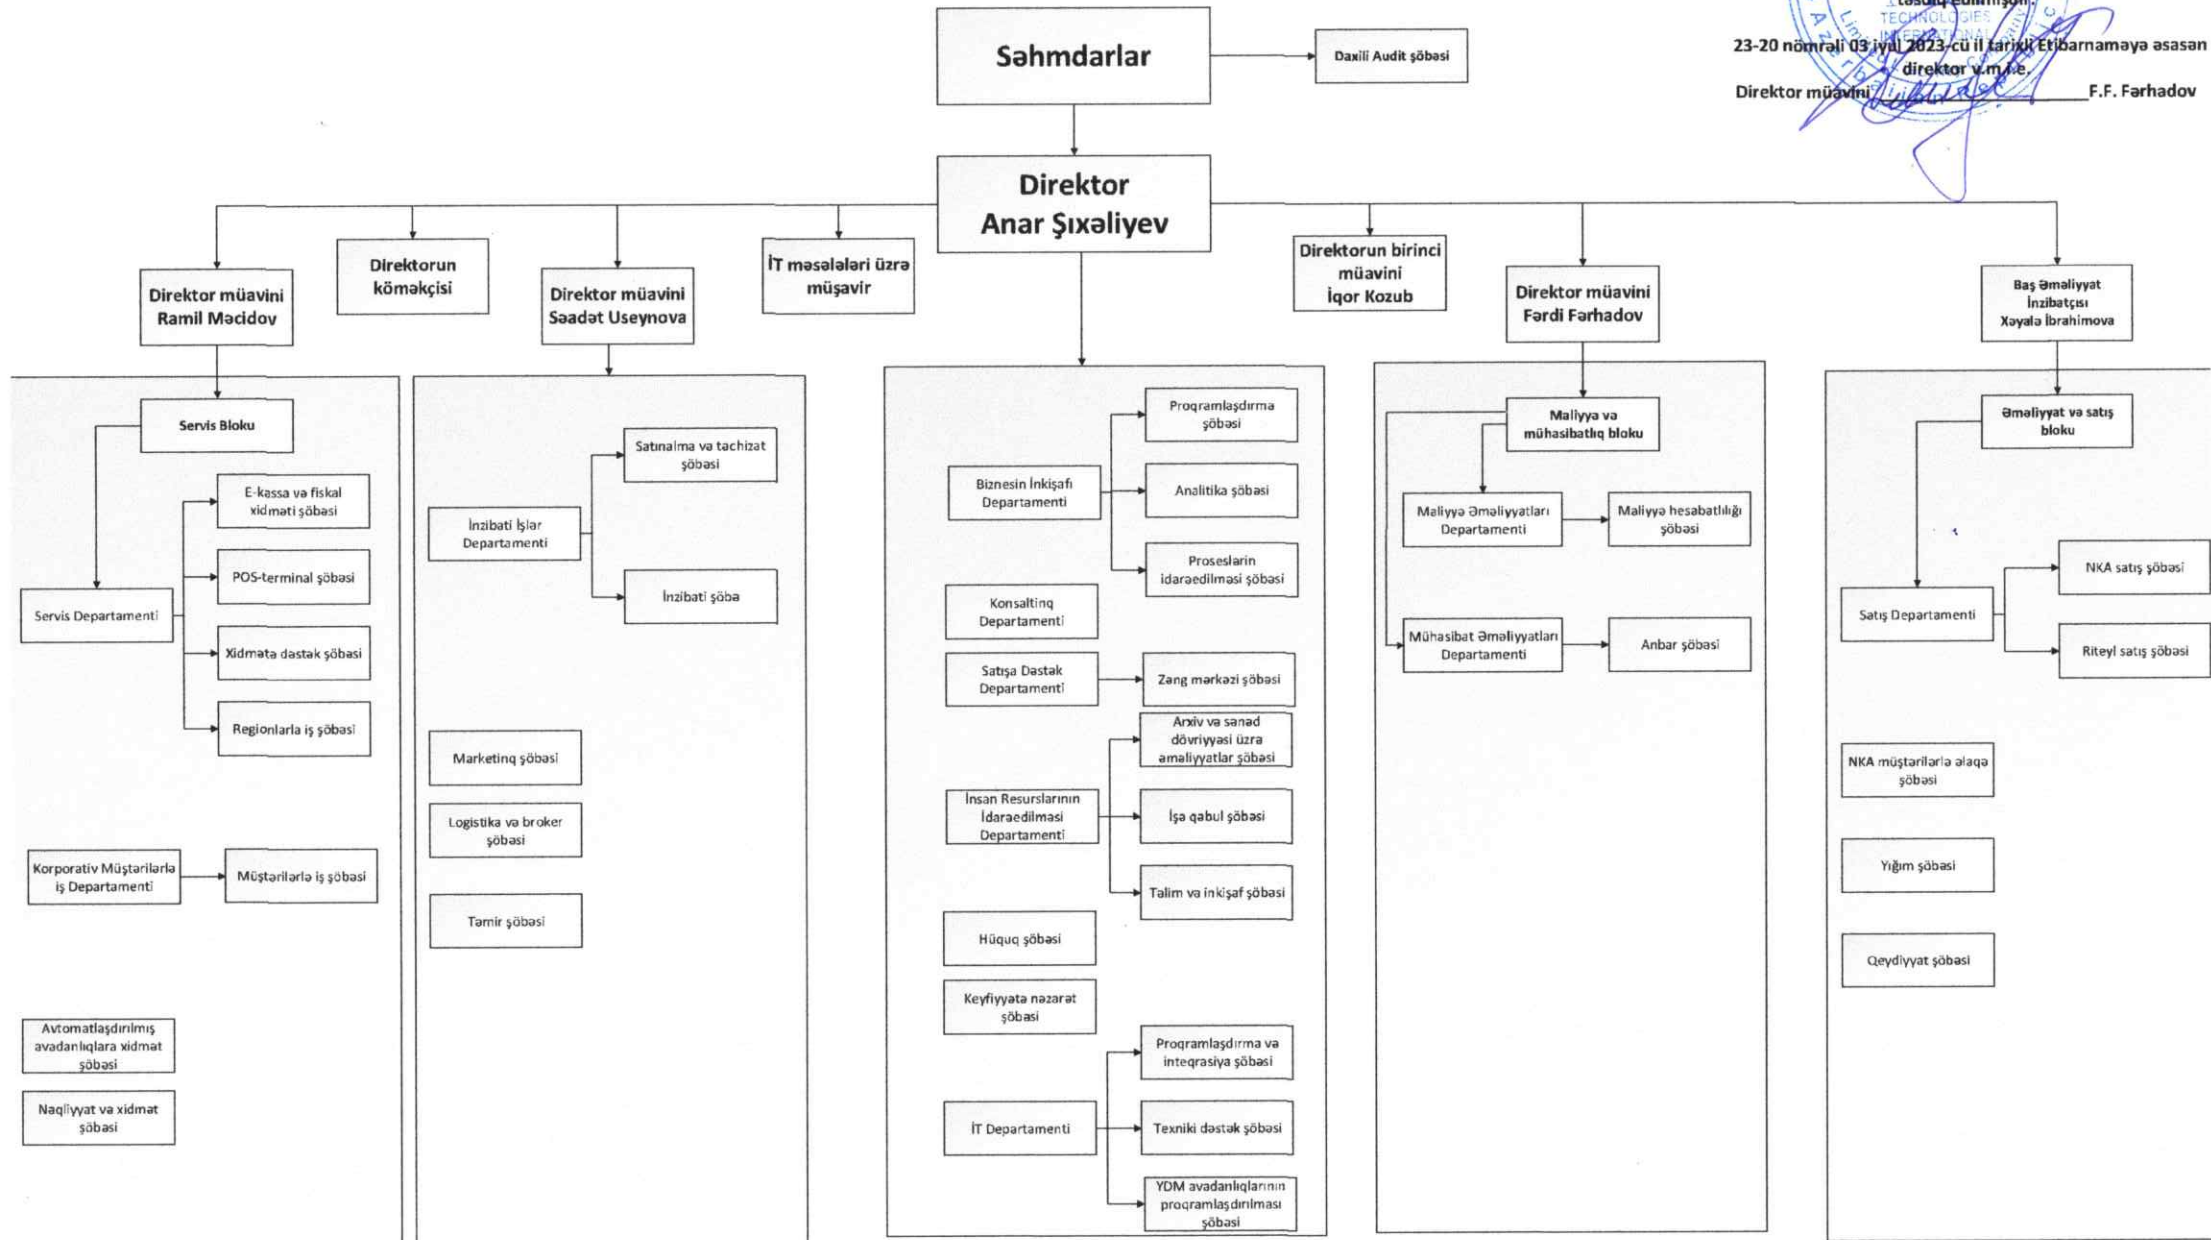 təsdiq edilmişdir.
TECHNOLOGIES
INTERNATIONAL
23-20 nömrəli 03 iyul 2023-cü il tarixli Etibarnaməyə əsasən
direktor v.m.i.e.
Direktor müavini F.F. Fərhadov
Səhmdarlar
Daxili Audit şöbəsi
Direktor
Anar Şıxəliyev
Direktor müavini
Ramil Məcidov
Direktorun
köməkçisi
Direktor müavini
Səadət Useynova
İT məsələləri üzrə
müşavir
Direktorun birinci
müavini
İqor Kozub
Direktor müavini
Fərdi Fərhadov
Baş Əməliyyat
İnzibatçısı
Xəyalə İbrahimova
Servis Bloku
E-kassa və fiskal
xidməti şöbəsi
POS-terminal şöbəsi
Servis Departamenti
Xidmətə dəstək şöbəsi
Regionlarla iş şöbəsi
Korporativ Müştərilərlə
iş Departamenti
Müştərilərlə iş şöbəsi
Avtomatlaşdırılmış
avadanlıqlara xidmət
şöbəsi
Nəqliyyat və xidmət
şöbəsi
Satınalma və təchizat
şöbəsi
İnzibati İşlər
Departamenti
İnzibati şöbə
Marketinq şöbəsi
Logistika və broker
şöbəsi
Təmir şöbəsi
Proqramlaşdırma
şöbəsi
Biznesin İnkişafı
Departamenti
Analitika şöbəsi
Proseslərin
idarəedilməsi şöbəsi
Konsaltinq
Departamenti
Satışa Dəstək
Departamenti
Zəng mərkəzi şöbəsi
Arxiv və sənəd
dövriyyəsi üzrə
əməliyyatlar şöbəsi
İnsan Resurslarının
İdarəedilməsi
Departamenti
İşə qəbul şöbəsi
Təlim və inkişaf şöbəsi
Hüquq şöbəsi
Keyfiyyətə nəzarət
şöbəsi
Proqramlaşdırma və
inteqrasiya şöbəsi
İT Departamenti
Texniki dəstək şöbəsi
YDM avadanlıqlarının
proqramlaşdırılması
şöbəsi
Maliyyə və
mühasibatlıq bloku
Maliyyə Əməliyyatları
Departamenti
Maliyyə hesabatlılığı
şöbəsi
Mühasibat Əməliyyatları
Departamenti
Anbar şöbəsi
Əməliyyat və satış
bloku
NKA satış şöbəsi
Satış Departamenti
Riteyl satış şöbəsi
NKA müştərilərlə əlaqə
şöbəsi
Yığım şöbəsi
Qeydiyyat şöbəsi